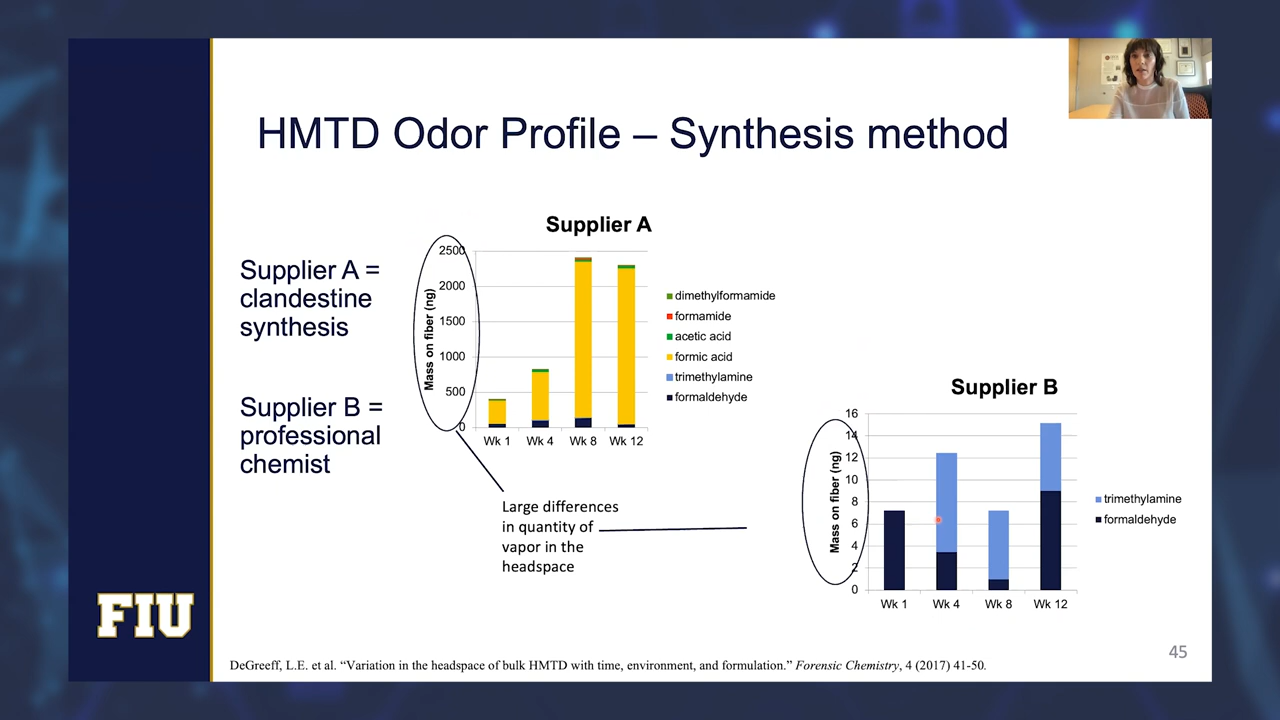 HMTD Odor Profile – Synthesis method
Supplier A =
clandestine
synthesis
Supplier B =
professional
chemist
Supplier A
Mass on fiber (ng)
2500
2000
1500
1000
500
0
Wk 1
Wk 4
Wk 8
Wk 12
dimethylformamide
formamide
acetic acid
formic acid
trimethylamine
formaldehyde
Large differences
in quantity of
vapor in the
headspace
Supplier B
Mass on fiber (ng)
16
14
12
10
8
6
4
2
0
Wk 1
Wk 4
Wk 8
Wk 12
trimethylamine
formaldehyde
FIU
DeGreeff, L.E. et al. “Variation in the headspace of bulk HMTD with time, environment, and formulation.” Forensic Chemistry, 4 (2017) 41-50.
45